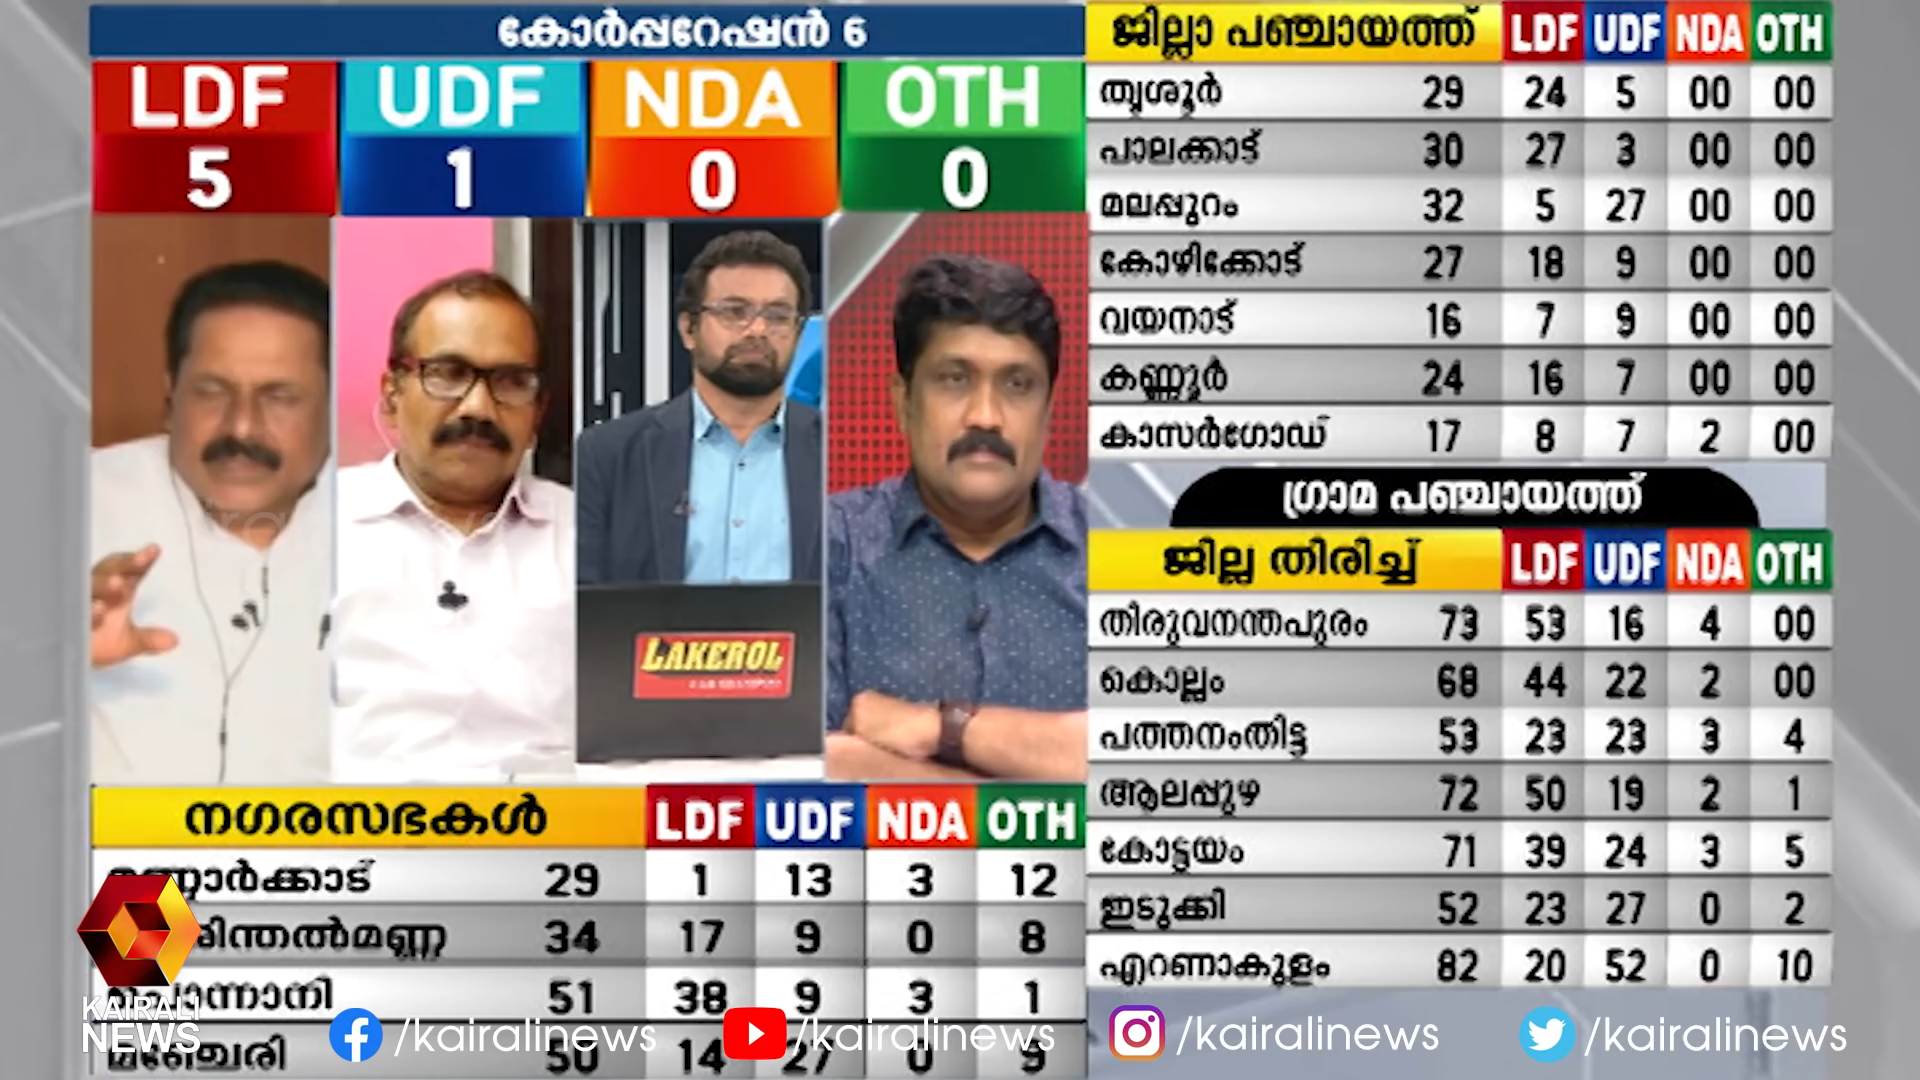 കോർപ്പറേഷൻ 6
LDF UDF NDA OTH
5 1 0 0
LAKEROL
നഗരസഭകൾ LDF UDF NDA OTH
29 1 13 3 12
34 17 9 0 8
പൊന്നാനി 51 38 9 3 1
മഞ്ചേരി 50 14 27 0 9
ജില്ലാ പഞ്ചായത്ത് LDF UDF NDA OTH
തൃശൂർ 29 24 5 00 00
പാലക്കാട് 30 27 3 00 00
മലപ്പുറം 32 5 27 00 00
കോഴിക്കോട് 27 18 9 00 00
വയനാട് 16 7 9 00 00
കണ്ണൂർ 24 16 7 00 00
കാസർഗോഡ് 17 8 7 2 00
ഗ്രാമ പഞ്ചായത്ത്
ജില്ല തിരിച്ച് LDF UDF NDA OTH
തിരുവനന്തപുരം 73 53 16 4 00
കൊല്ലം 68 44 22 2 00
പത്തനംതിട്ട 53 23 23 3 4
ആലപ്പുഴ 72 50 19 2 1
കോട്ടയം 71 39 24 3 5
ഇടുക്കി 52 23 27 0 2
എറണാകുളം 82 20 52 0 10
KAIRALI
NEWS
/kairalinews /kairalinews /kairalinews /kairalinews